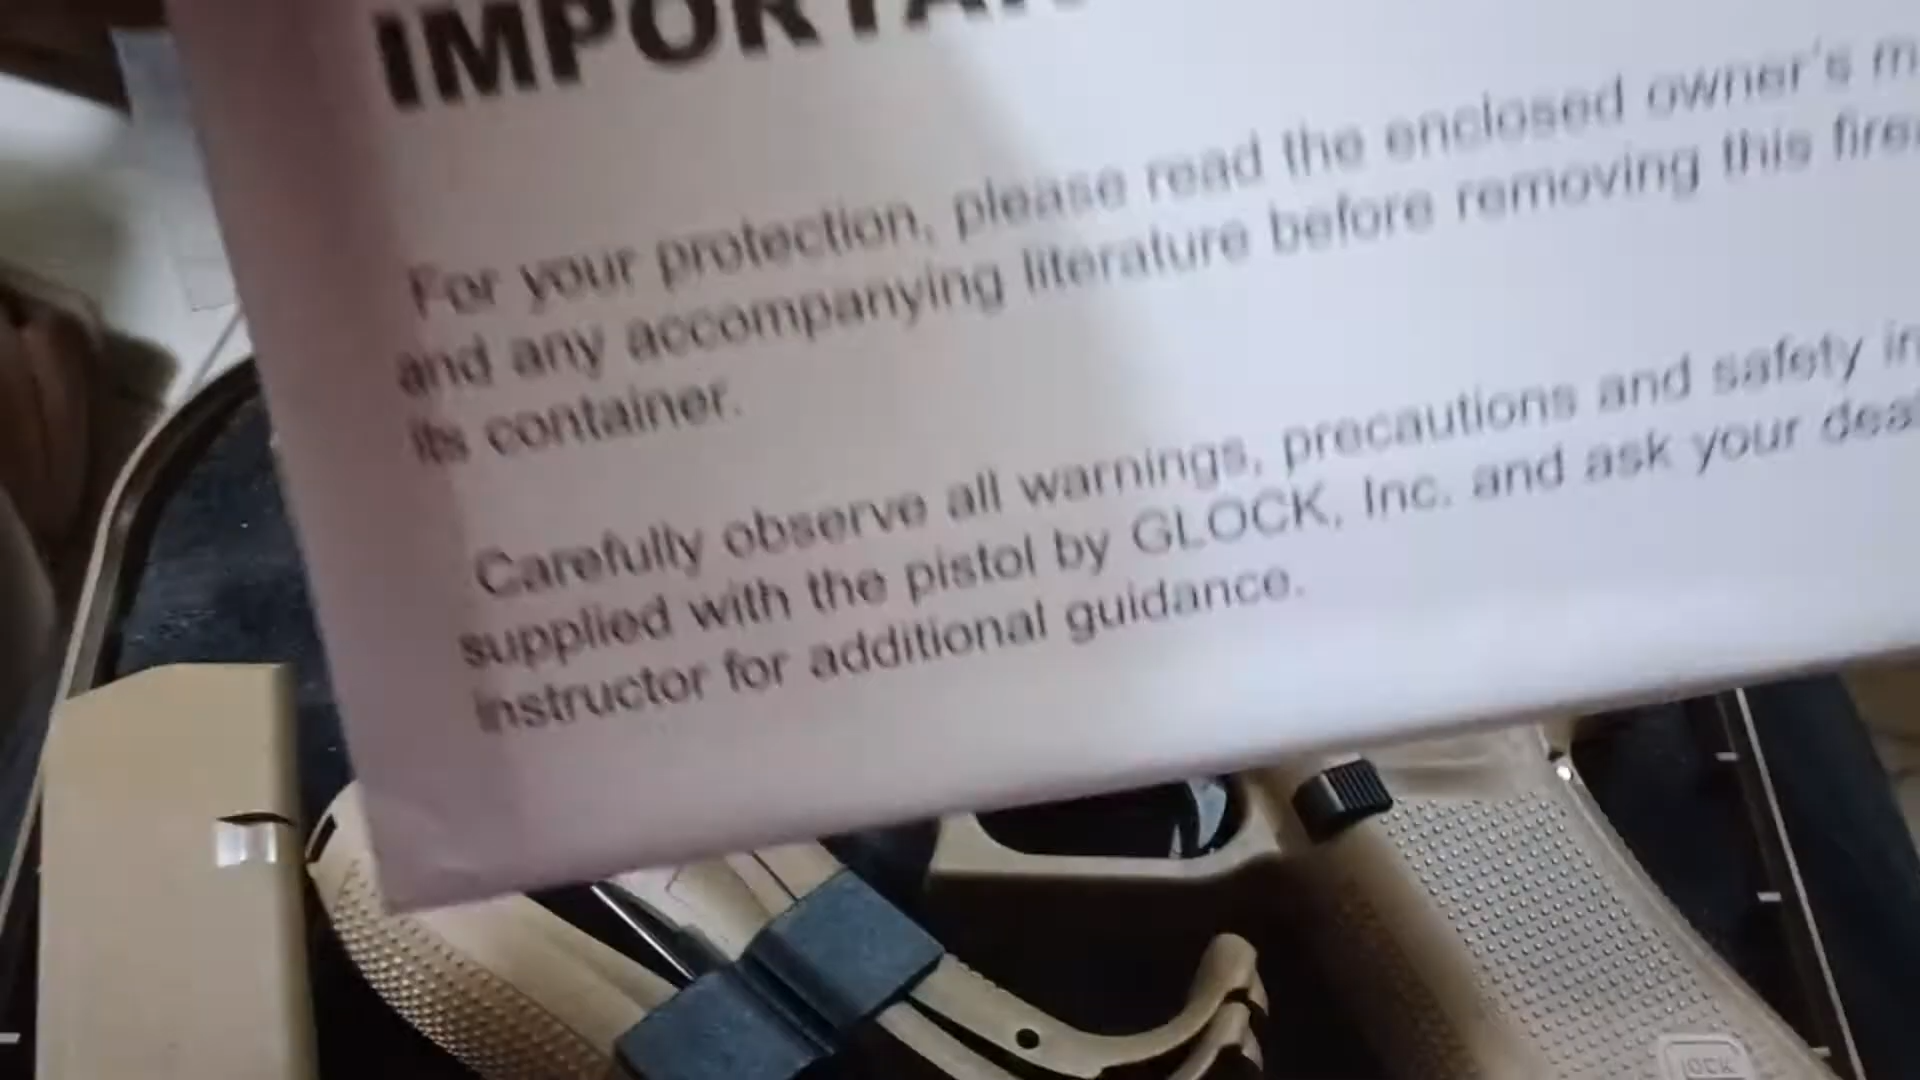 IMPORTA
For your protection, please read the enclosed owner's m
and any accompanying literature before removing this fire
its container.
Carefully observe all warnings, precautions and safety in
supplied with the pistol by GLOCK, Inc. and ask your deal
instructor for additional guidance.
LOCK